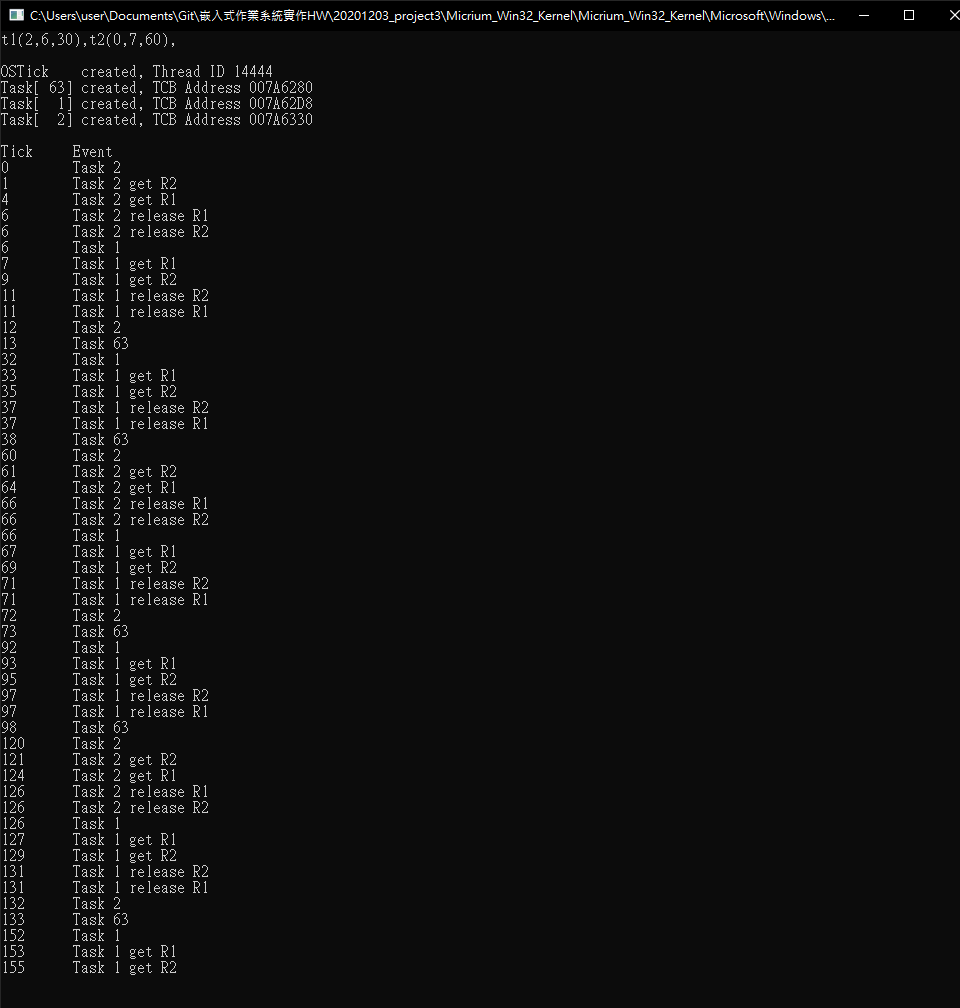 C:\Users\user\Documents\Git\嵌入式作業系統實作HW\20201203_project3\Micrium_Win32_Kernel\Micrium_Win32_Kernel\Microsoft\Windows\...
t1(2,6,30),t2(0,7,60),
OSTick    created, Thread ID 14444
Task[ 63] created, TCB Address 007A6280
Task[  1] created, TCB Address 007A62D8
Task[  2] created, TCB Address 007A6330
Tick     Event
0        Task 2
1        Task 2 get R2
4        Task 2 get R1
6        Task 2 release R1
6        Task 2 release R2
6        Task 1
7        Task 1 get R1
9        Task 1 get R2
11       Task 1 release R2
11       Task 1 release R1
12       Task 2
13       Task 63
32       Task 1
33       Task 1 get R1
35       Task 1 get R2
37       Task 1 release R2
37       Task 1 release R1
38       Task 63
60       Task 2
61       Task 2 get R2
64       Task 2 get R1
66       Task 2 release R1
66       Task 2 release R2
66       Task 1
67       Task 1 get R1
69       Task 1 get R2
71       Task 1 release R2
71       Task 1 release R1
72       Task 2
73       Task 63
92       Task 1
93       Task 1 get R1
95       Task 1 get R2
97       Task 1 release R2
97       Task 1 release R1
98       Task 63
120      Task 2
121      Task 2 get R2
124      Task 2 get R1
126      Task 2 release R1
126      Task 2 release R2
126      Task 1
127      Task 1 get R1
129      Task 1 get R2
131      Task 1 release R2
131      Task 1 release R1
132      Task 2
133      Task 63
152      Task 1
153      Task 1 get R1
155      Task 1 get R2